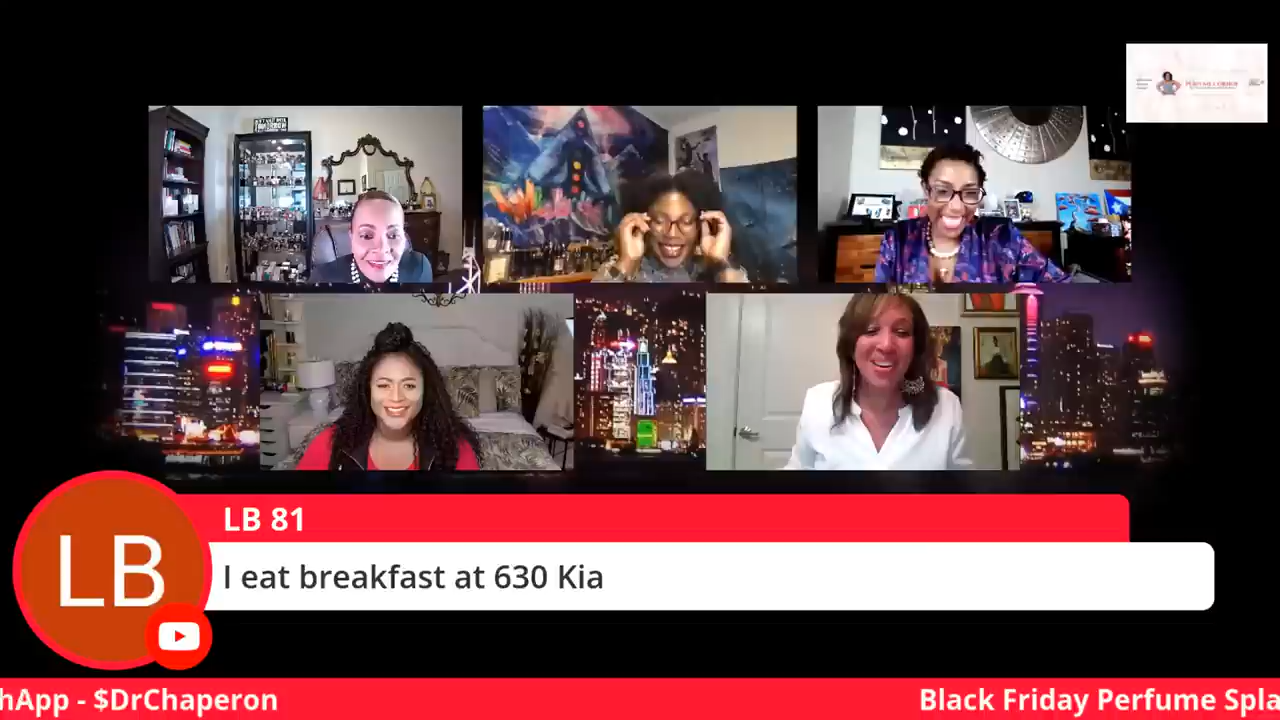 LB 81
LB
I eat breakfast at 630 Kia
hApp - $DrChaperon
Black Friday Perfume Spla